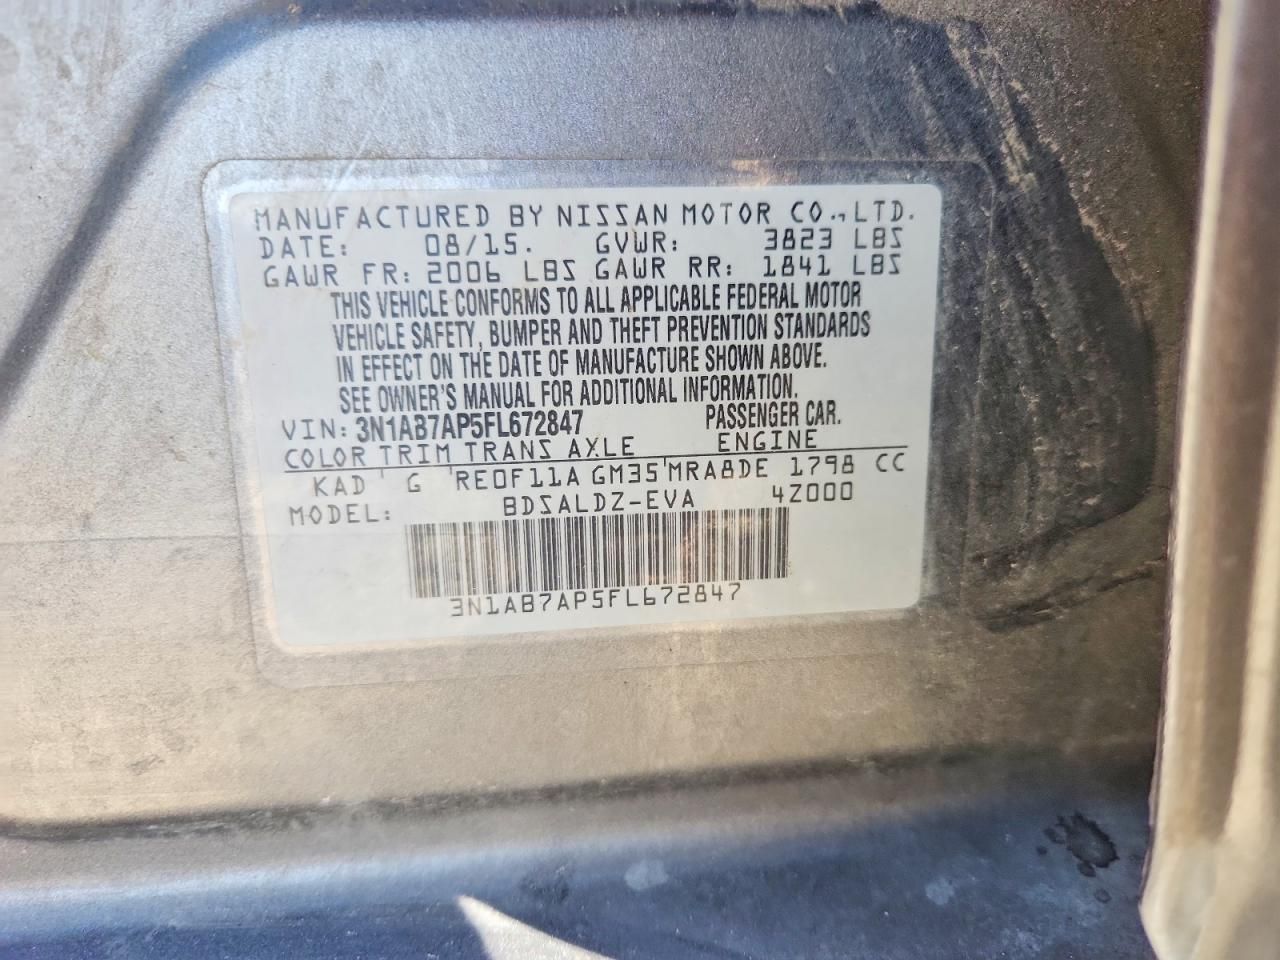 MANUFACTURED BY NISSAN MOTOR CO., LTD.
DATE: 08/15. GVWR: 3823 LBS
GAWR FR: 2006 LBS GAWR RR: 1841 LBS
THIS VEHICLE CONFORMS TO ALL APPLICABLE FEDERAL MOTOR
VEHICLE SAFETY, BUMPER AND THEFT PREVENTION STANDARDS
IN EFFECT ON THE DATE OF MANUFACTURE SHOWN ABOVE.
SEE OWNER'S MANUAL FOR ADDITIONAL INFORMATION.
VIN: 3N1AB7AP5FL672847 PASSENGER CAR.
COLOR TRIM TRANS AXLE ENGINE
KAD G RE0F11A GM35 MRA8DE 1798 CC
MODEL: BDSALDZ-EVA 4Z000
3N1AB7AP5FL672847